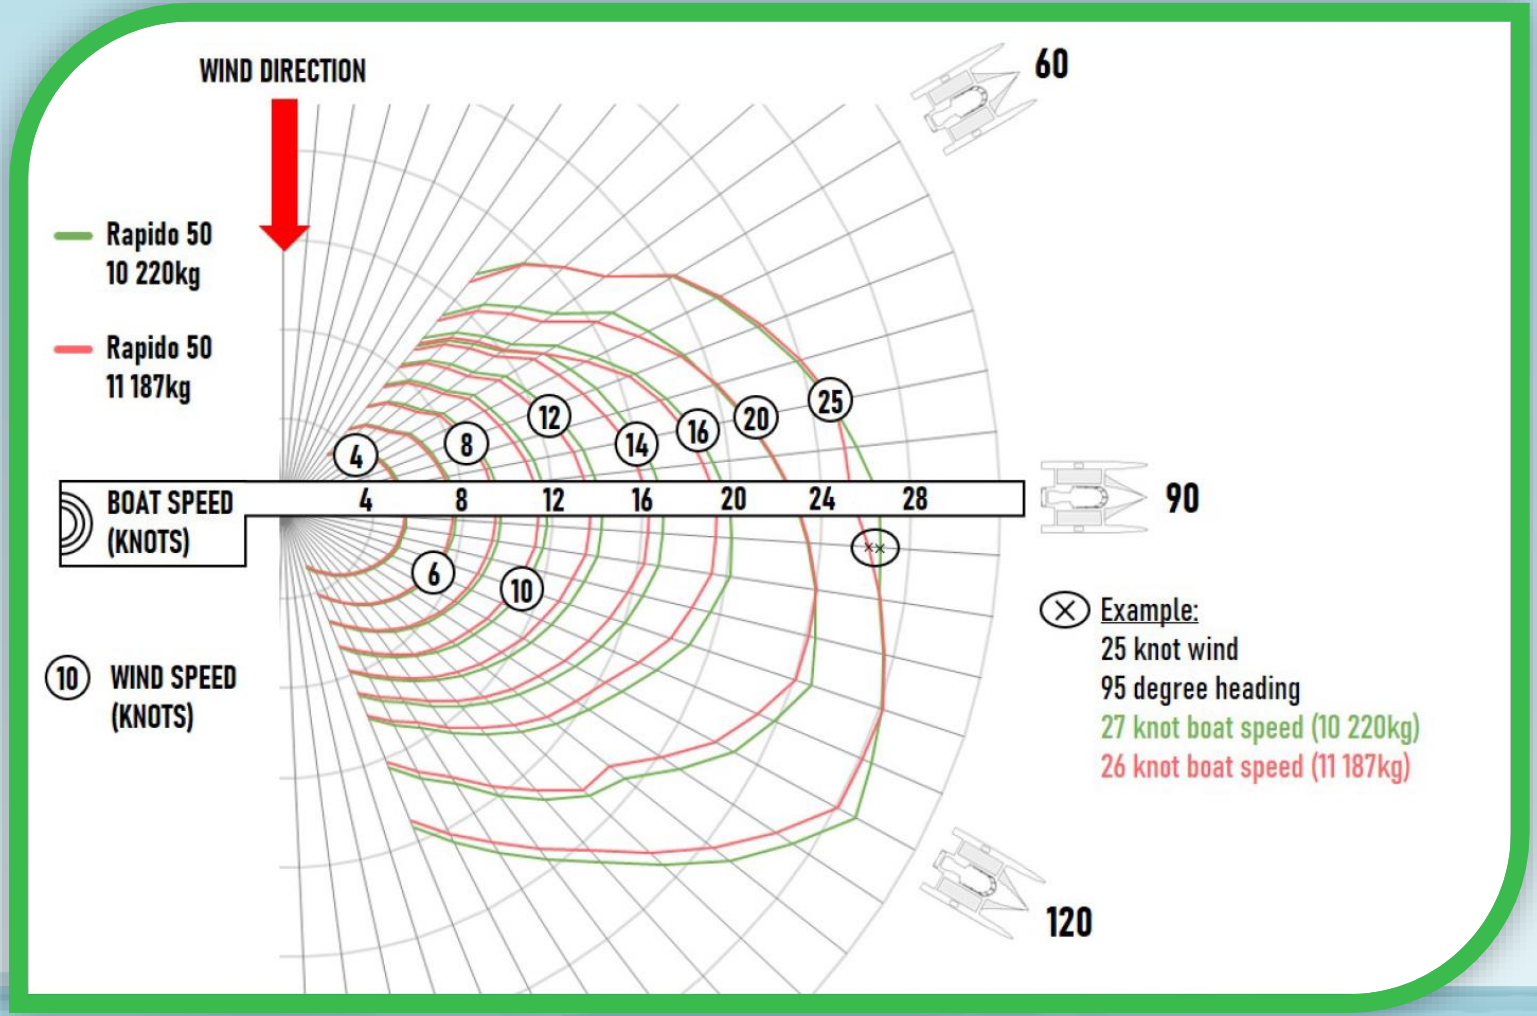 WIND DIRECTION
60
Rapido 50
10 220kg
Rapido 50
11 187kg
25
12
20
16
14
8
4
BOAT SPEED
(KNOTS)
4 8 12 16 20 24 28
90
6
10
Example:
25 knot wind
95 degree heading
27 knot boat speed (10 220kg)
26 knot boat speed (11 187kg)
10 WIND SPEED
(KNOTS)
120